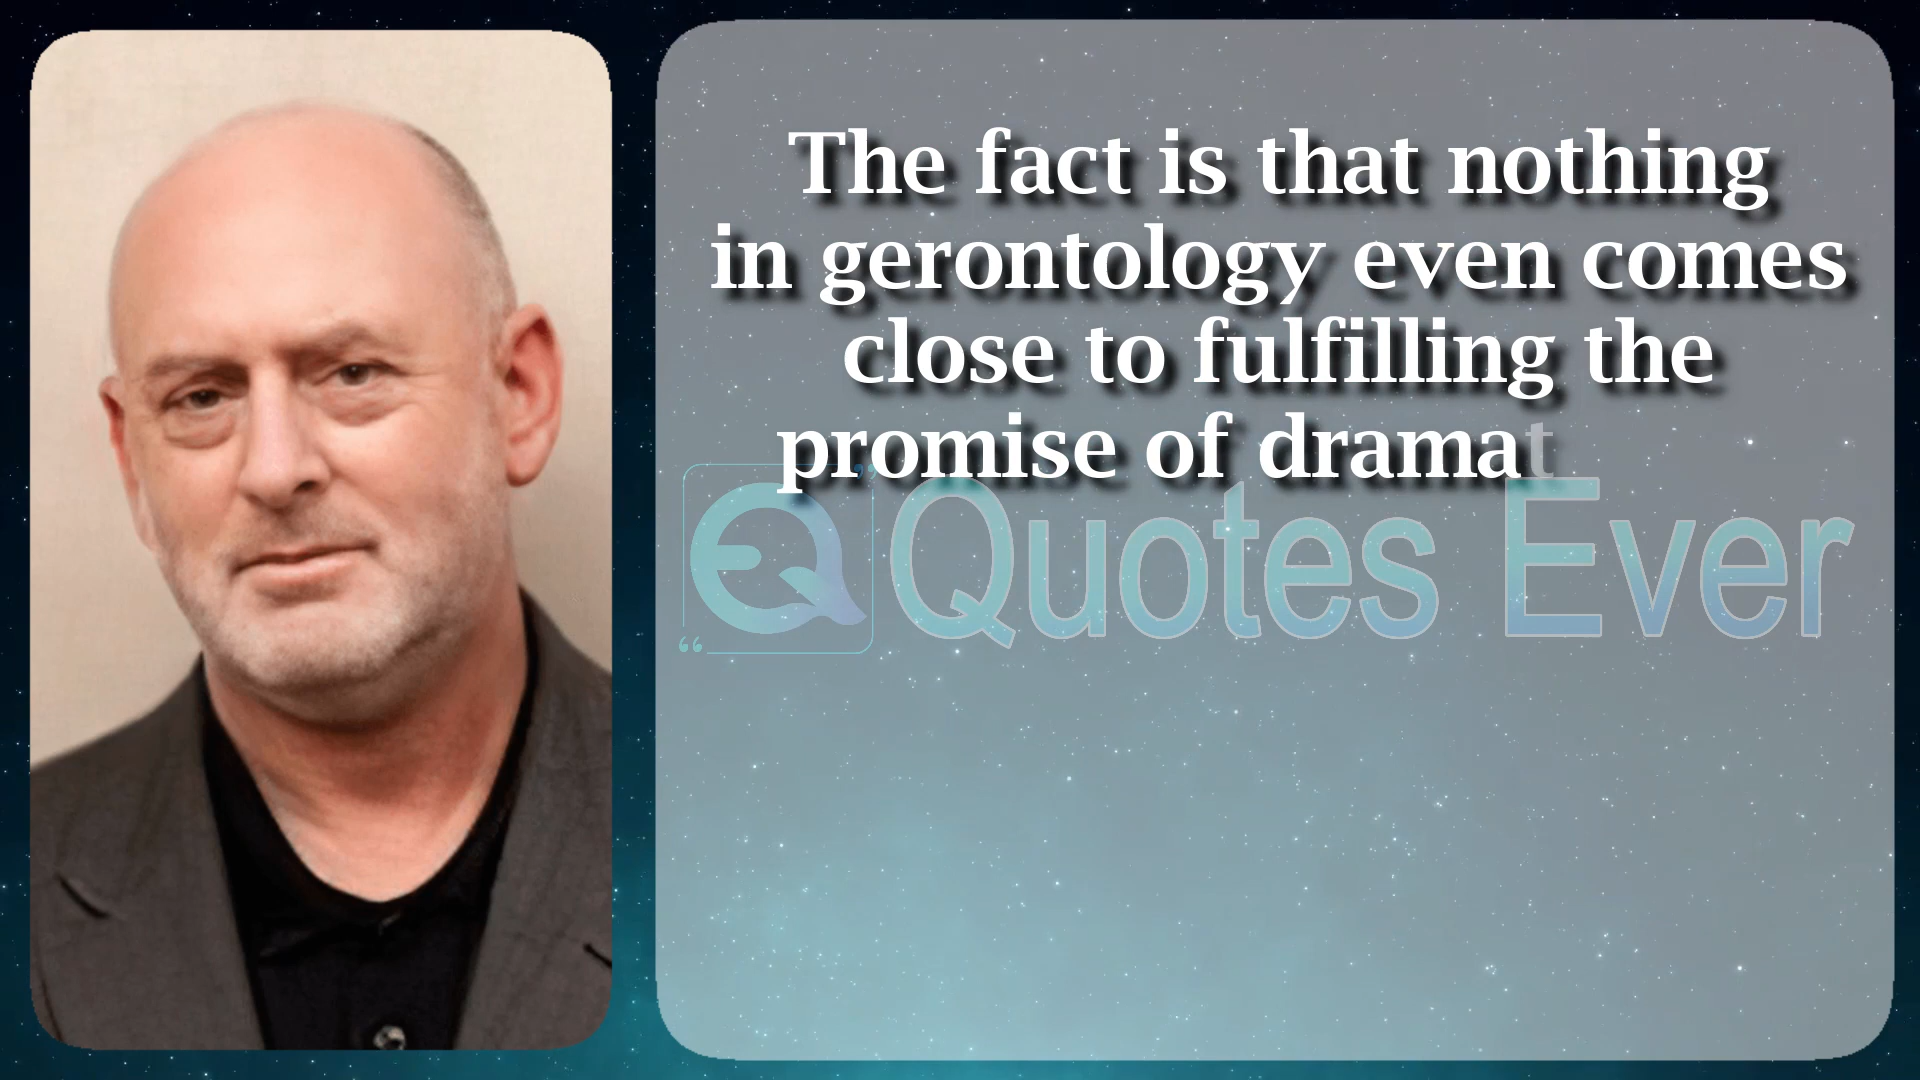 The fact is that nothing
in gerontology even comes
close to fulfilling the
promise of dramat
Quotes Ever